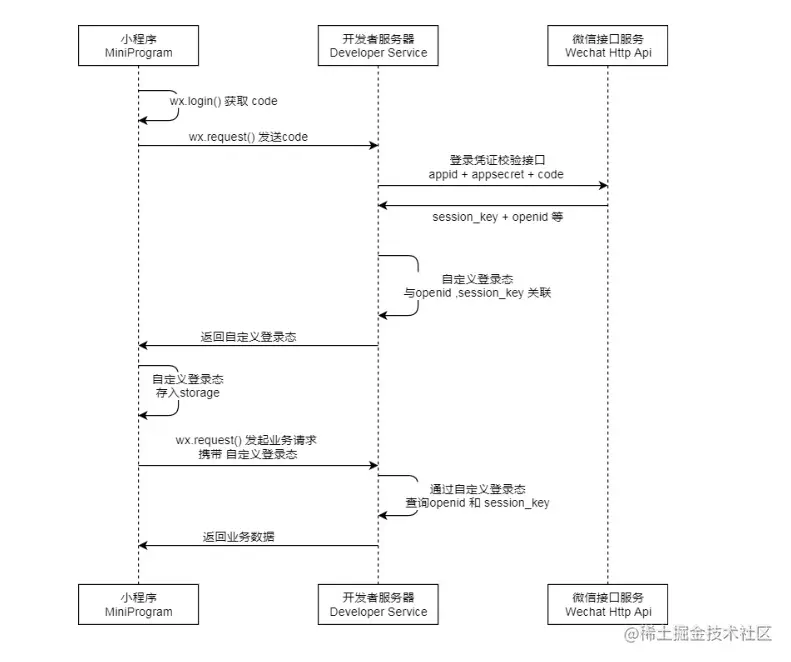 小程序
MiniProgram
开发者服务器
Developer Service
微信接口服务
Wechat Http Api
wx.login() 获取 code
wx.request() 发送code
登录凭证校验接口
appid + appsecret + code
session_key + openid 等
自定义登录态
与openid ,session_key 关联
返回自定义登录态
自定义登录态
存入storage
wx.request() 发起业务请求
携带 自定义登录态
通过自定义登录态
查询openid 和 session_key
返回业务数据
小程序
MiniProgram
开发者服务器
Developer Service
微信接口服务
Wechat Http Api
@稀土掘金技术社区